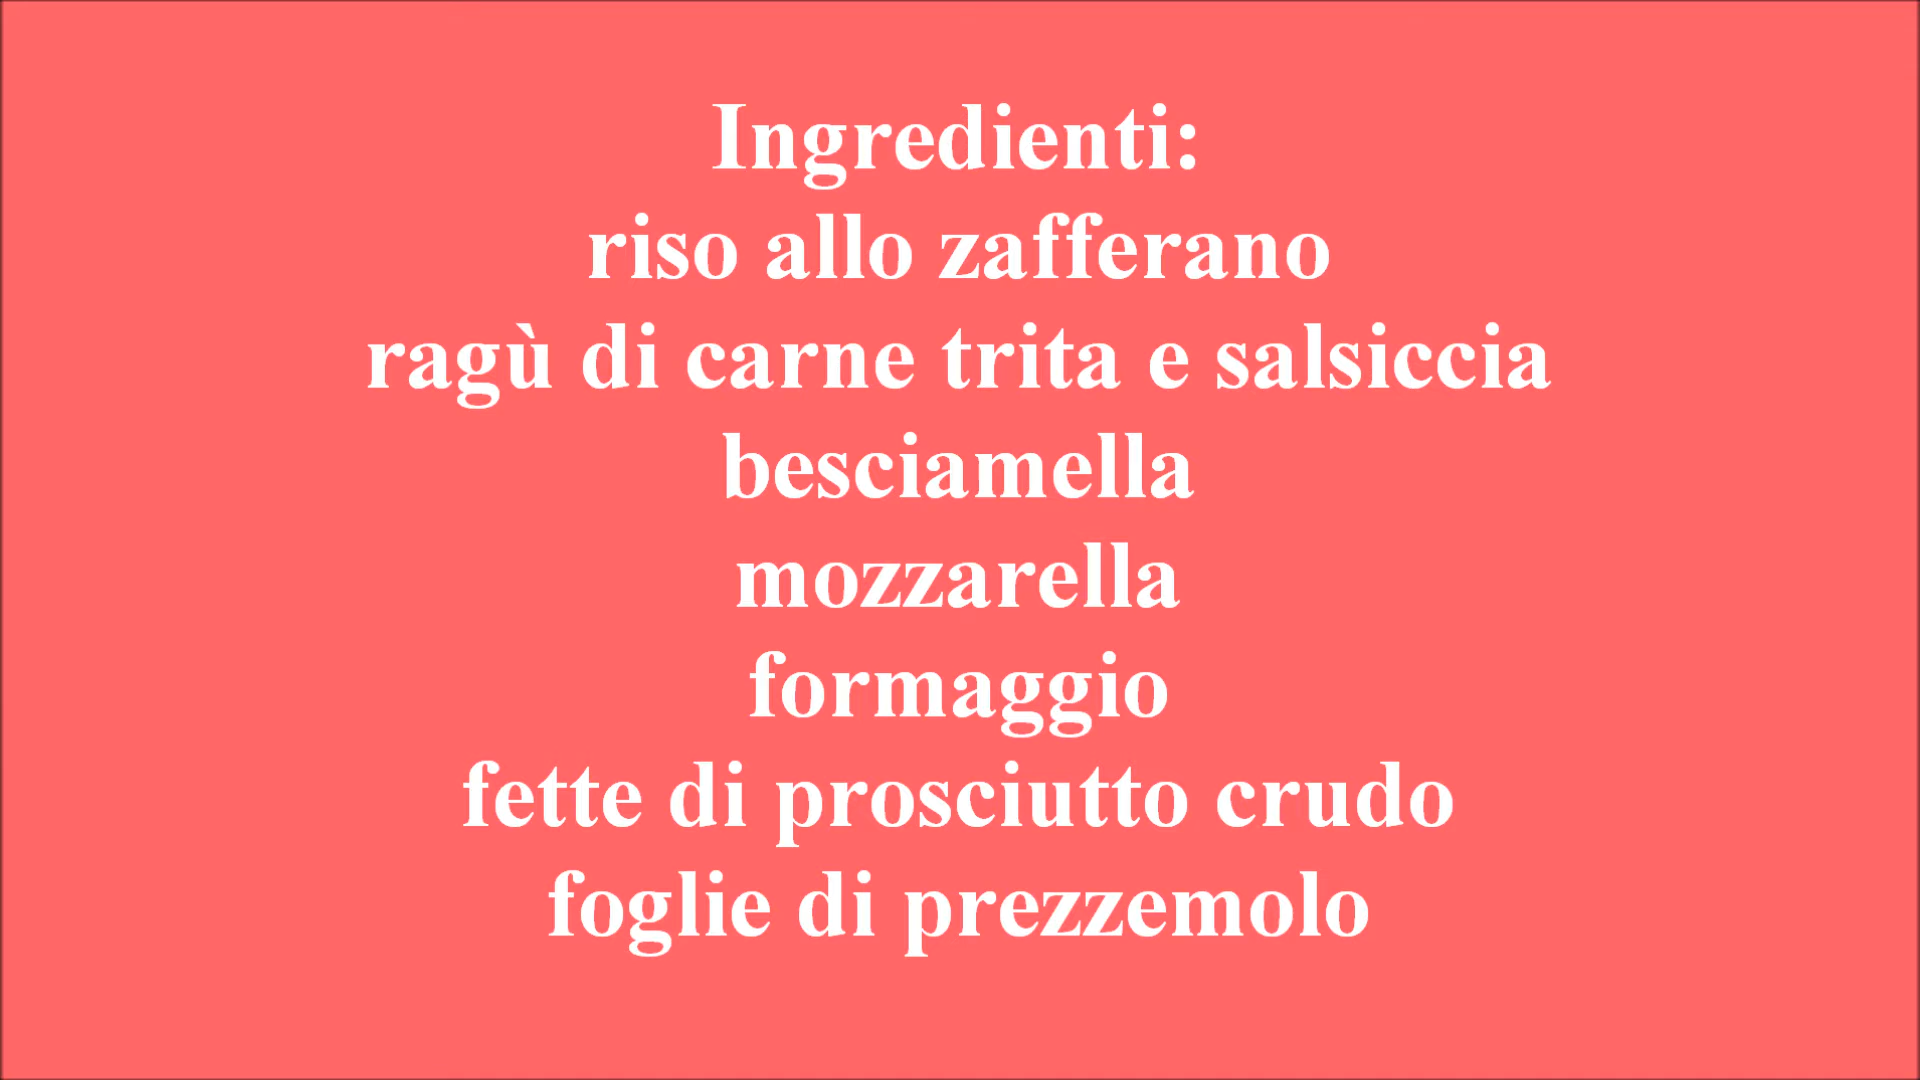 Ingredienti:
riso allo zafferano
ragù di carne trita e salsiccia
besciamella
mozzarella
formaggio
fette di prosciutto crudo
foglie di prezzemolo